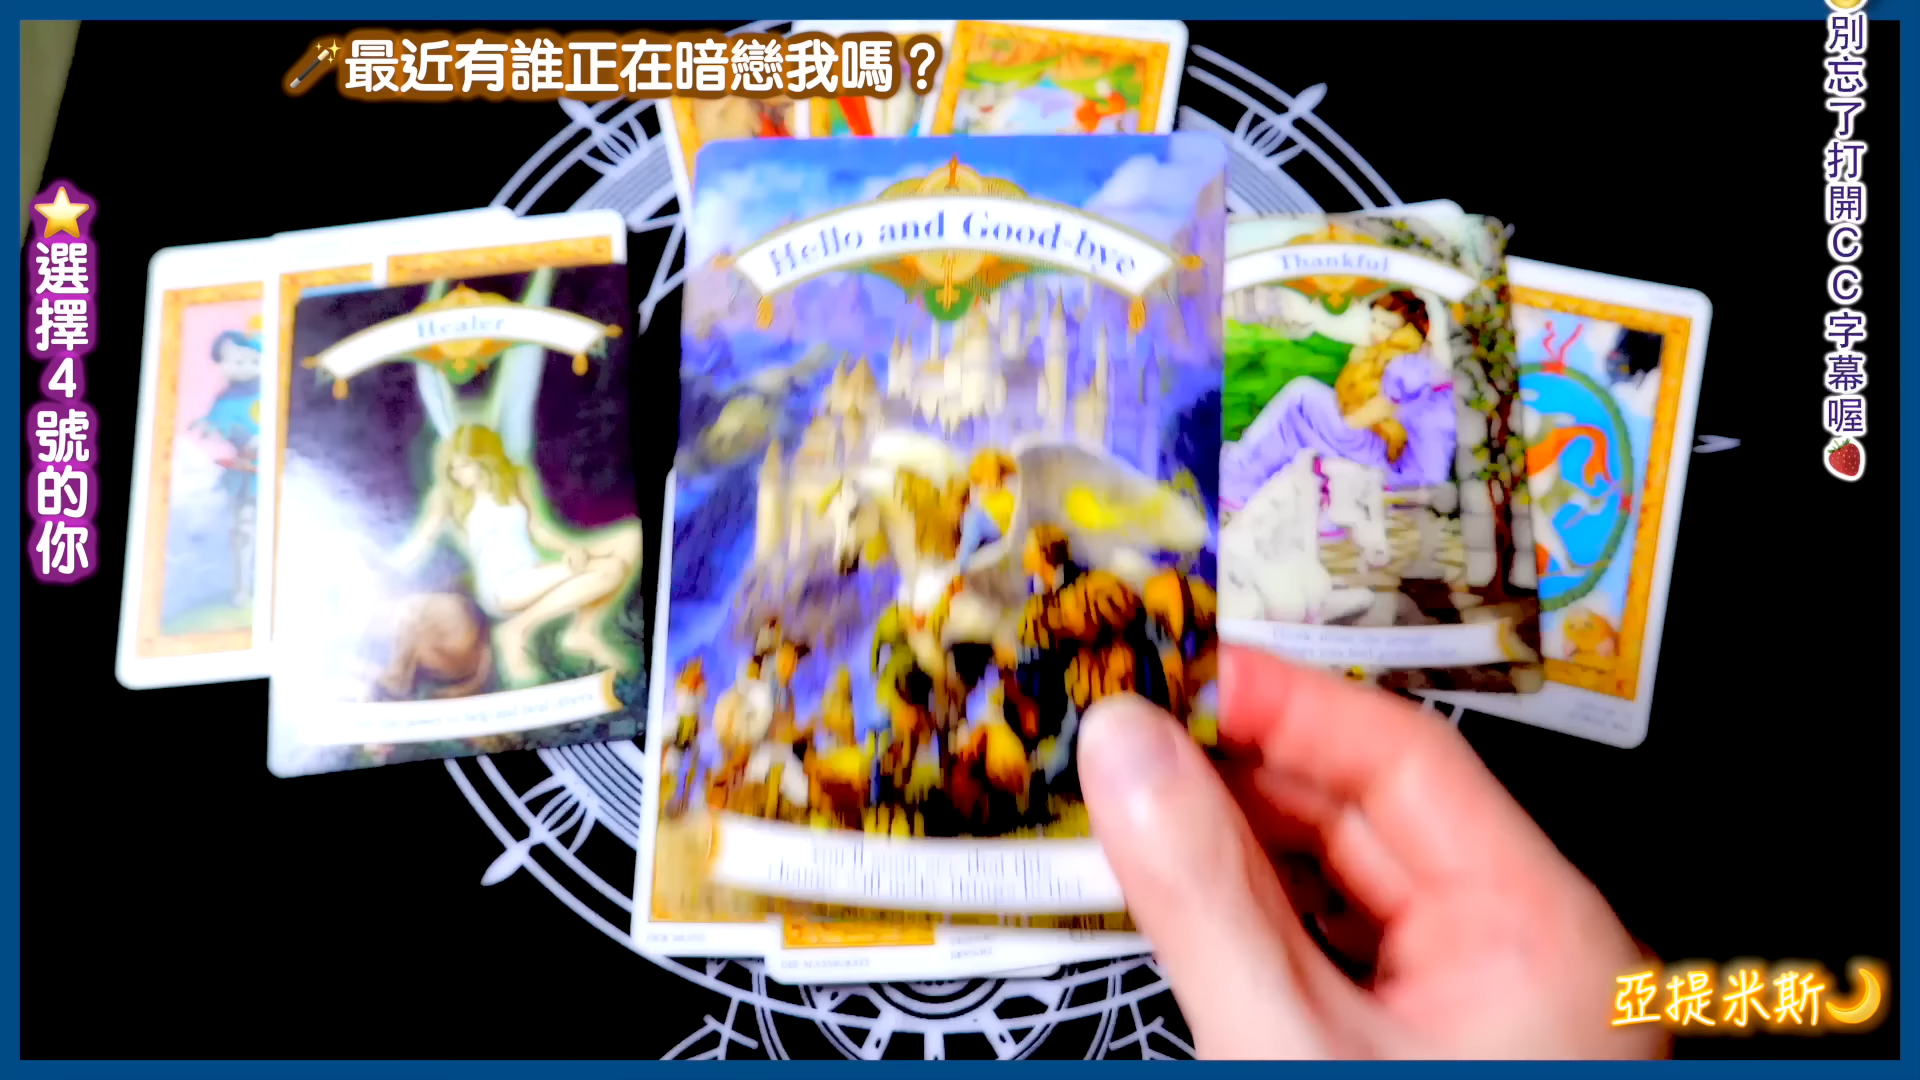 最近有誰正在暗戀我嗎？
別忘了打開CC字幕喔
選擇4號的你
Hello and Good-bye
Healer
Thankful
亞提米斯